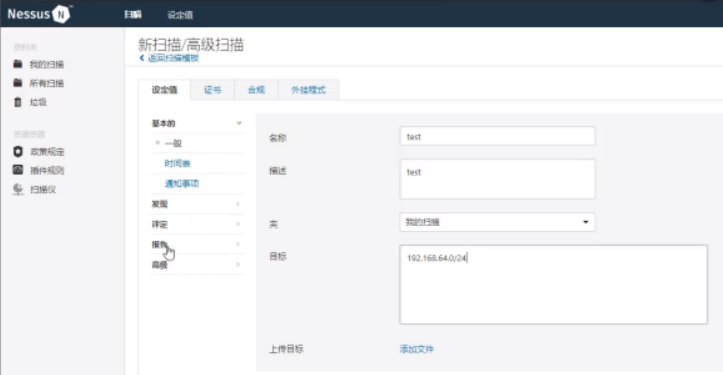 Nessus N 扫描 设定值
资料夹
我的扫描
所有扫描
垃圾
资源资源
政策规定
插件规则
扫描仪
新扫描/高级扫描
返回扫描模板
设定值 证书 合规 外挂程式
基本的
一般
时间表
通知事项
发现
评定
报告
高级
名称 test
描述 test
夹 我的扫描
目标 192.168.64.0/24
上传目标 添加文件